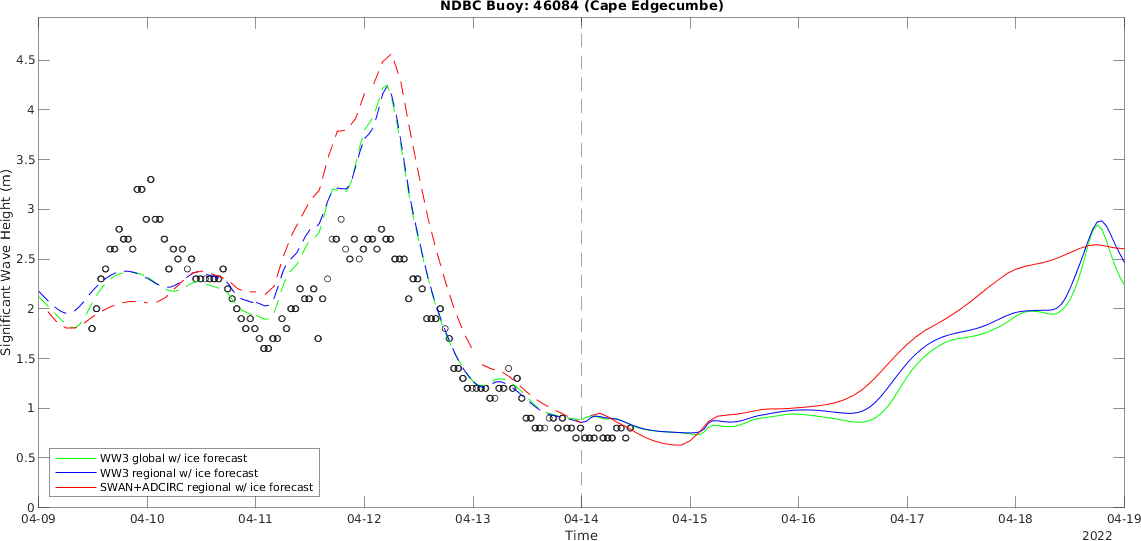 NDBC Buoy: 46084 (Cape Edgecumbe)
Significant Wave Height (m)
4.5
4
3.5
3
2.5
2
1.5
1
0.5
0
WW3 global w/ ice forecast
WW3 regional w/ ice forecast
SWAN+ADCIRC regional w/ ice forecast
04-09 04-10 04-11 04-12 04-13 04-14 04-15 04-16 04-17 04-18 04-19
Time
2022